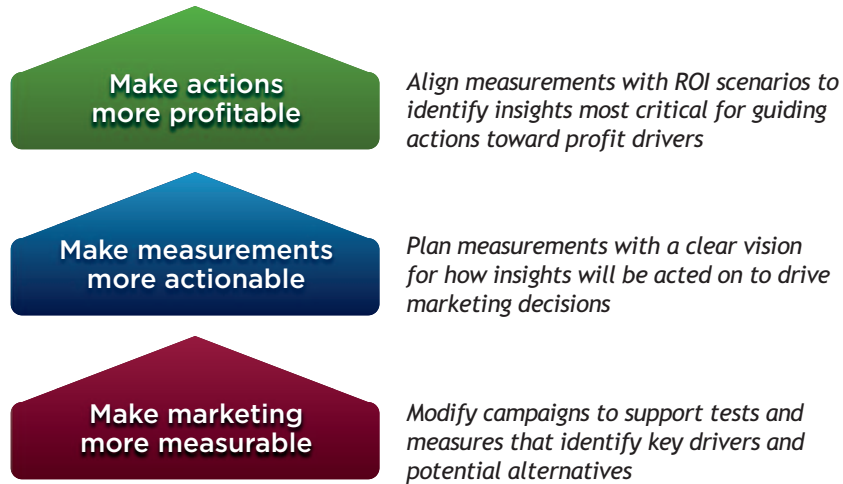 Make actions
more profitable
Align measurements with ROI scenarios to
identify insights most critical for guiding
actions toward profit drivers
Make measurements
more actionable
Plan measurements with a clear vision
for how insights will be acted on to drive
marketing decisions
Make marketing
more measurable
Modify campaigns to support tests and
measures that identify key drivers and
potential alternatives